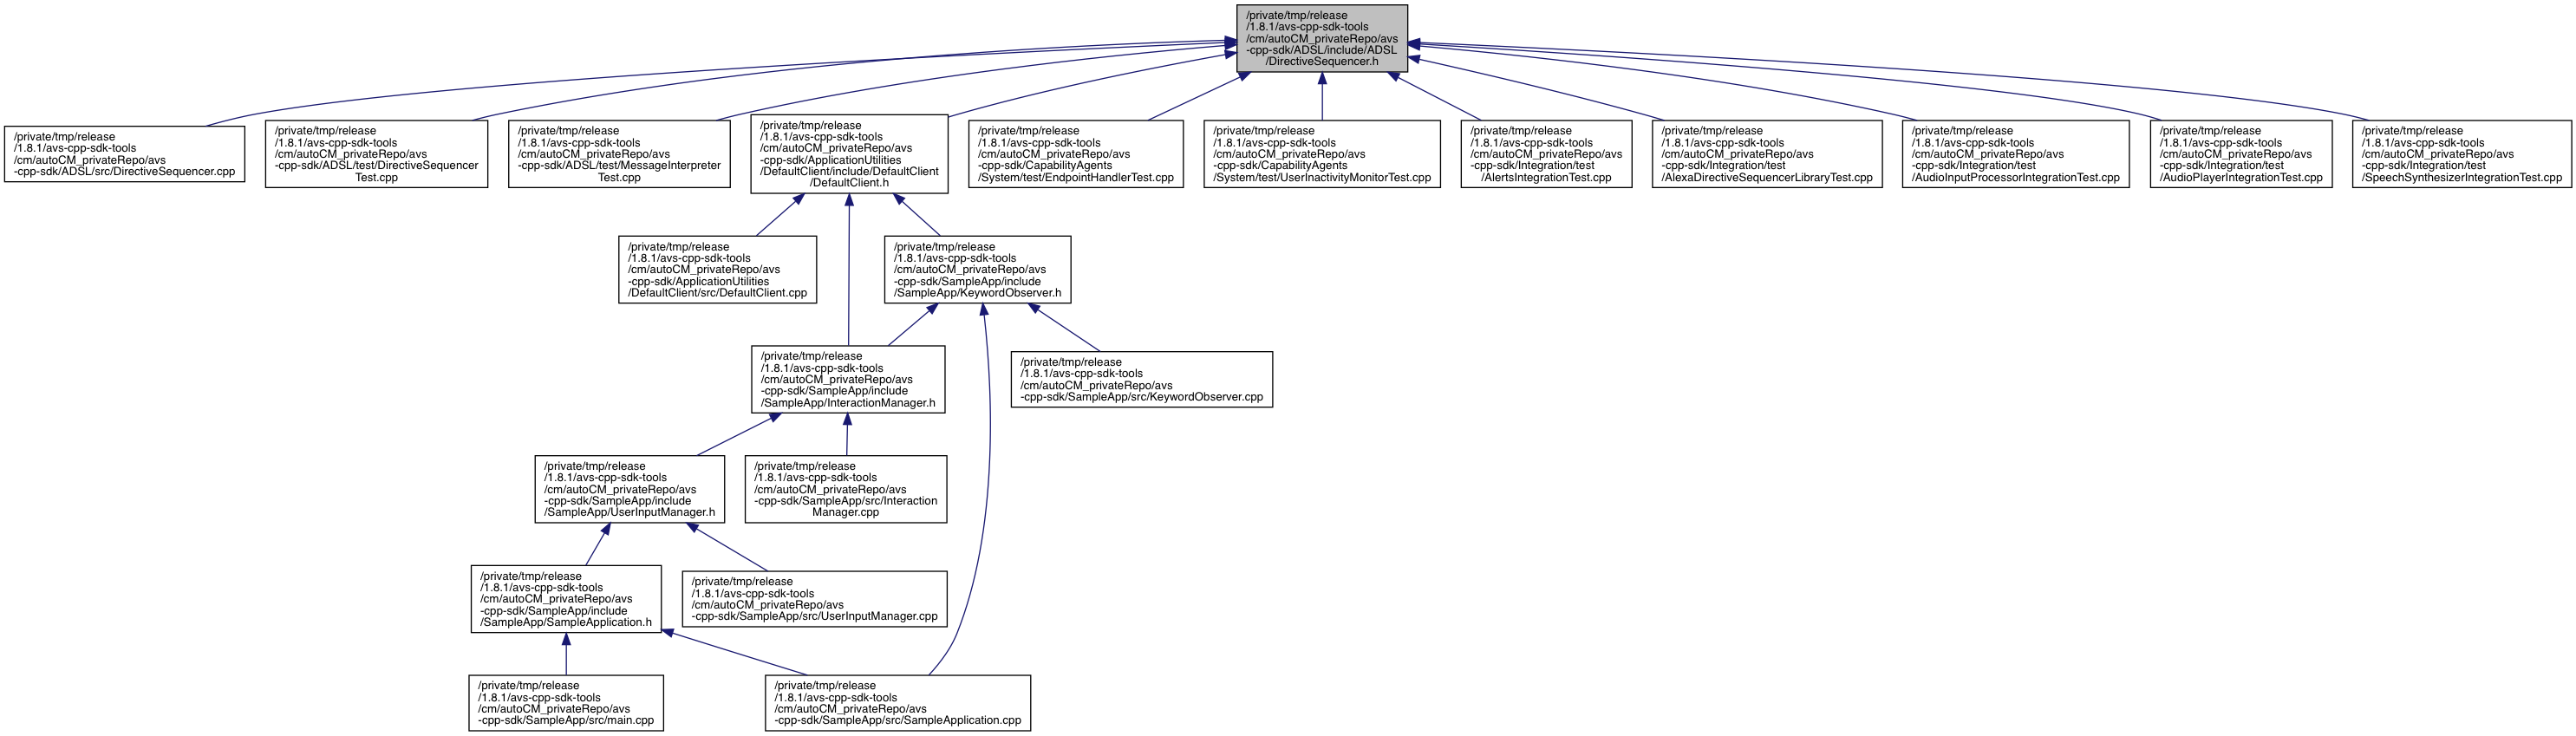 /private/tmp/release
/1.8.1/avs-cpp-sdk-tools
/cm/autoCM_privateRepo/avs
-cpp-sdk/ADSL/include/ADSL
/DirectiveSequencer.h
/private/tmp/release
/1.8.1/avs-cpp-sdk-tools
/cm/autoCM_privateRepo/avs
-cpp-sdk/ADSL/src/DirectiveSequencer.cpp
/private/tmp/release
/1.8.1/avs-cpp-sdk-tools
/cm/autoCM_privateRepo/avs
-cpp-sdk/ADSL/test/DirectiveSequencer
Test.cpp
/private/tmp/release
/1.8.1/avs-cpp-sdk-tools
/cm/autoCM_privateRepo/avs
-cpp-sdk/ADSL/test/MessageInterpreter
Test.cpp
/private/tmp/release
/1.8.1/avs-cpp-sdk-tools
/cm/autoCM_privateRepo/avs
-cpp-sdk/ApplicationUtilities
/DefaultClient/include/DefaultClient
/DefaultClient.h
/private/tmp/release
/1.8.1/avs-cpp-sdk-tools
/cm/autoCM_privateRepo/avs
-cpp-sdk/CapabilityAgents
/System/test/EndpointHandlerTest.cpp
/private/tmp/release
/1.8.1/avs-cpp-sdk-tools
/cm/autoCM_privateRepo/avs
-cpp-sdk/CapabilityAgents
/System/test/UserInactivityMonitorTest.cpp
/private/tmp/release
/1.8.1/avs-cpp-sdk-tools
/cm/autoCM_privateRepo/avs
-cpp-sdk/Integration/test
/AlertsIntegrationTest.cpp
/private/tmp/release
/1.8.1/avs-cpp-sdk-tools
/cm/autoCM_privateRepo/avs
-cpp-sdk/Integration/test
/AlexaDirectiveSequencerLibraryTest.cpp
/private/tmp/release
/1.8.1/avs-cpp-sdk-tools
/cm/autoCM_privateRepo/avs
-cpp-sdk/Integration/test
/AudioInputProcessorIntegrationTest.cpp
/private/tmp/release
/1.8.1/avs-cpp-sdk-tools
/cm/autoCM_privateRepo/avs
-cpp-sdk/Integration/test
/AudioPlayerIntegrationTest.cpp
/private/tmp/release
/1.8.1/avs-cpp-sdk-tools
/cm/autoCM_privateRepo/avs
-cpp-sdk/Integration/test
/SpeechSynthesizerIntegrationTest.cpp
/private/tmp/release
/1.8.1/avs-cpp-sdk-tools
/cm/autoCM_privateRepo/avs
-cpp-sdk/ApplicationUtilities
/DefaultClient/src/DefaultClient.cpp
/private/tmp/release
/1.8.1/avs-cpp-sdk-tools
/cm/autoCM_privateRepo/avs
-cpp-sdk/SampleApp/include
/SampleApp/KeywordObserver.h
/private/tmp/release
/1.8.1/avs-cpp-sdk-tools
/cm/autoCM_privateRepo/avs
-cpp-sdk/SampleApp/include
/SampleApp/InteractionManager.h
/private/tmp/release
/1.8.1/avs-cpp-sdk-tools
/cm/autoCM_privateRepo/avs
-cpp-sdk/SampleApp/src/KeywordObserver.cpp
/private/tmp/release
/1.8.1/avs-cpp-sdk-tools
/cm/autoCM_privateRepo/avs
-cpp-sdk/SampleApp/include
/SampleApp/UserInputManager.h
/private/tmp/release
/1.8.1/avs-cpp-sdk-tools
/cm/autoCM_privateRepo/avs
-cpp-sdk/SampleApp/src/Interaction
Manager.cpp
/private/tmp/release
/1.8.1/avs-cpp-sdk-tools
/cm/autoCM_privateRepo/avs
-cpp-sdk/SampleApp/include
/SampleApp/SampleApplication.h
/private/tmp/release
/1.8.1/avs-cpp-sdk-tools
/cm/autoCM_privateRepo/avs
-cpp-sdk/SampleApp/src/UserInputManager.cpp
/private/tmp/release
/1.8.1/avs-cpp-sdk-tools
/cm/autoCM_privateRepo/avs
-cpp-sdk/SampleApp/src/main.cpp
/private/tmp/release
/1.8.1/avs-cpp-sdk-tools
/cm/autoCM_privateRepo/avs
-cpp-sdk/SampleApp/src/SampleApplication.cpp